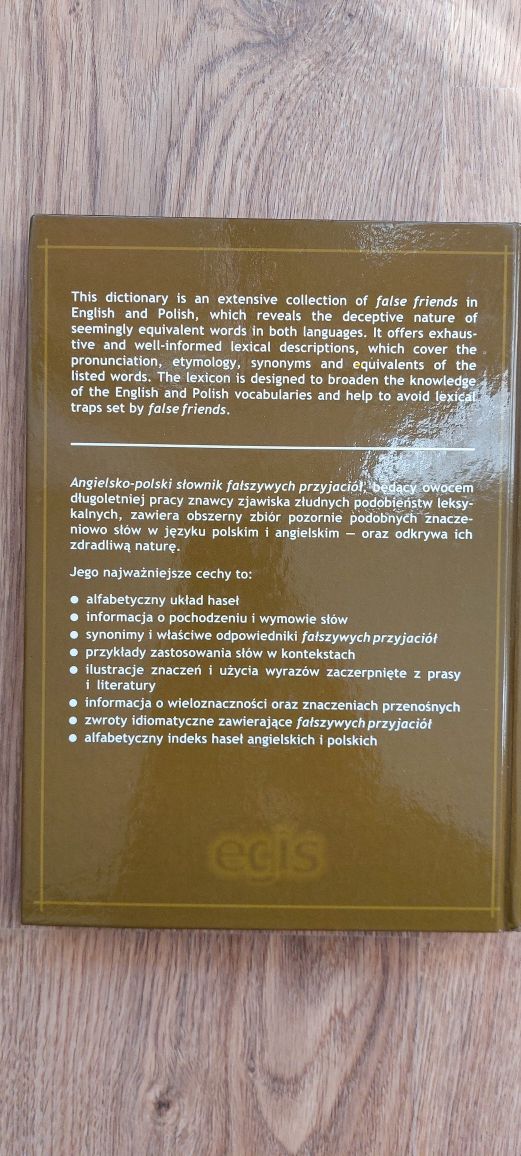 This dictionary is an extensive collection of false friends in
English and Polish, which reveals the deceptive nature of
seemingly equivalent words in both languages. It offers exhaus-
tive and well-informed lexical descriptions, which cover the
pronunciation, etymology, synonyms and equivalents of the
listed words. The lexicon is designed to broaden the knowledge
of the English and Polish vocabularies and help to avoid lexical
traps set by false friends.
Angielsko-polski słownik fałszywych przyjaciół, będący owocem
długoletniej pracy znawcy zjawiska złudnych podobieństw leksy-
kalnych, zawiera obszerny zbiór pozornie podobnych znacze-
niowo słów w języku polskim i angielskim — oraz odkrywa ich
zdradliwą naturę.
Jego najważniejsze cechy to:
● alfabetyczny układ haseł
● informacja o pochodzeniu i wymowie słów
● synonimy i właściwe odpowiedniki fałszywych przyjaciół
● przykłady zastosowania słów w kontekstach
● ilustracje znaczeń i użycia wyrazów zaczerpnięte z prasy
i literatury
● informacja o wieloznaczności oraz znaczeniach przenośnych
● zwroty idiomatyczne zawierające fałszywych przyjaciół
● alfabetyczny indeks haseł angielskich i polskich
egis